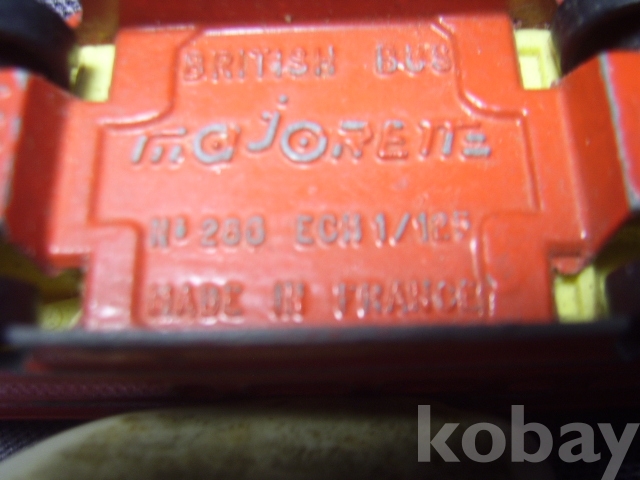 BRITISH BUS
majorette
Nº 280 ECH 1/125
MADE IN FRANCE
kobay